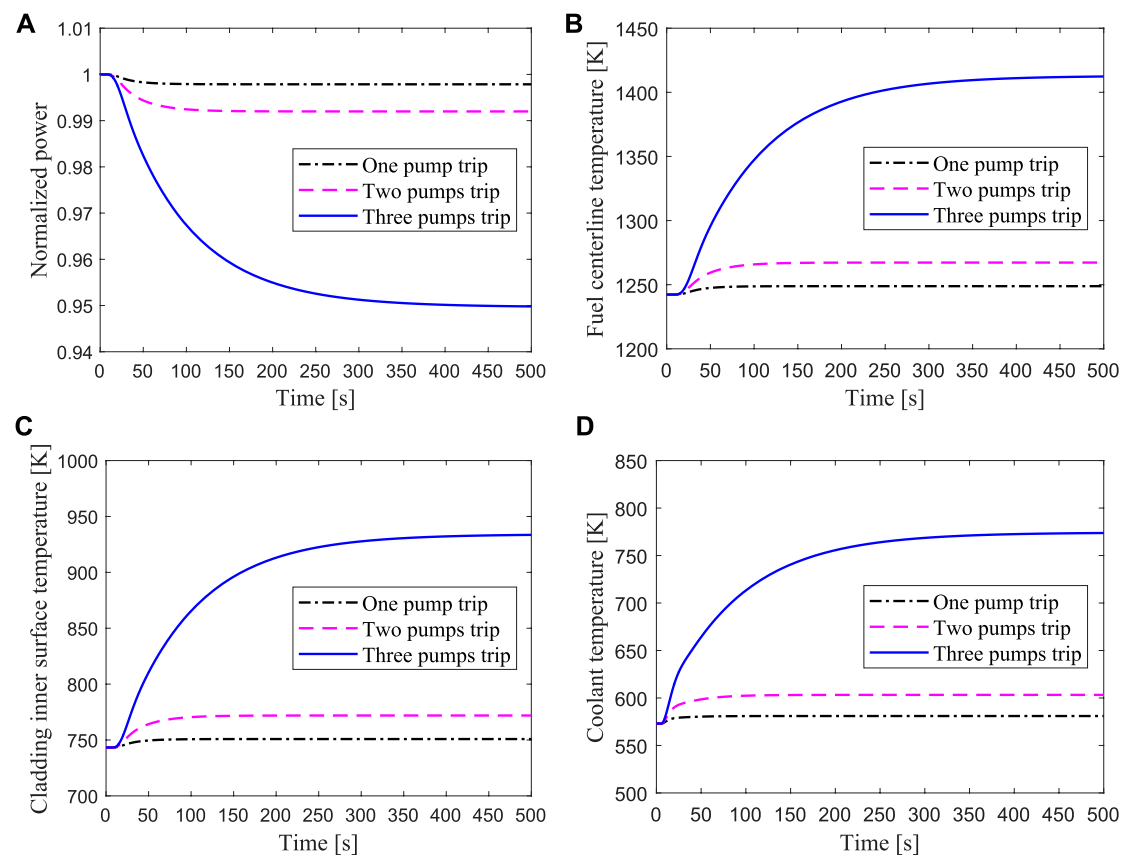 A
Normalized power
1.01
1
0.99
0.98
0.97
0.96
0.95
0.94
One pump trip
Two pumps trip
Three pumps trip
0 50 100 150 200 250 300 350 400 450 500
Time [s]
B
Fuel centerline temperature [K]
1450
1400
1350
1300
1250
1200
One pump trip
Two pumps trip
Three pumps trip
0 50 100 150 200 250 300 350 400 450 500
Time [s]
C
Cladding inner surface temperature [K]
1000
950
900
850
800
750
700
One pump trip
Two pumps trip
Three pumps trip
0 50 100 150 200 250 300 350 400 450 500
Time [s]
D
Coolant temperature [K]
850
800
750
700
650
600
550
500
One pump trip
Two pumps trip
Three pumps trip
0 50 100 150 200 250 300 350 400 450 500
Time [s]